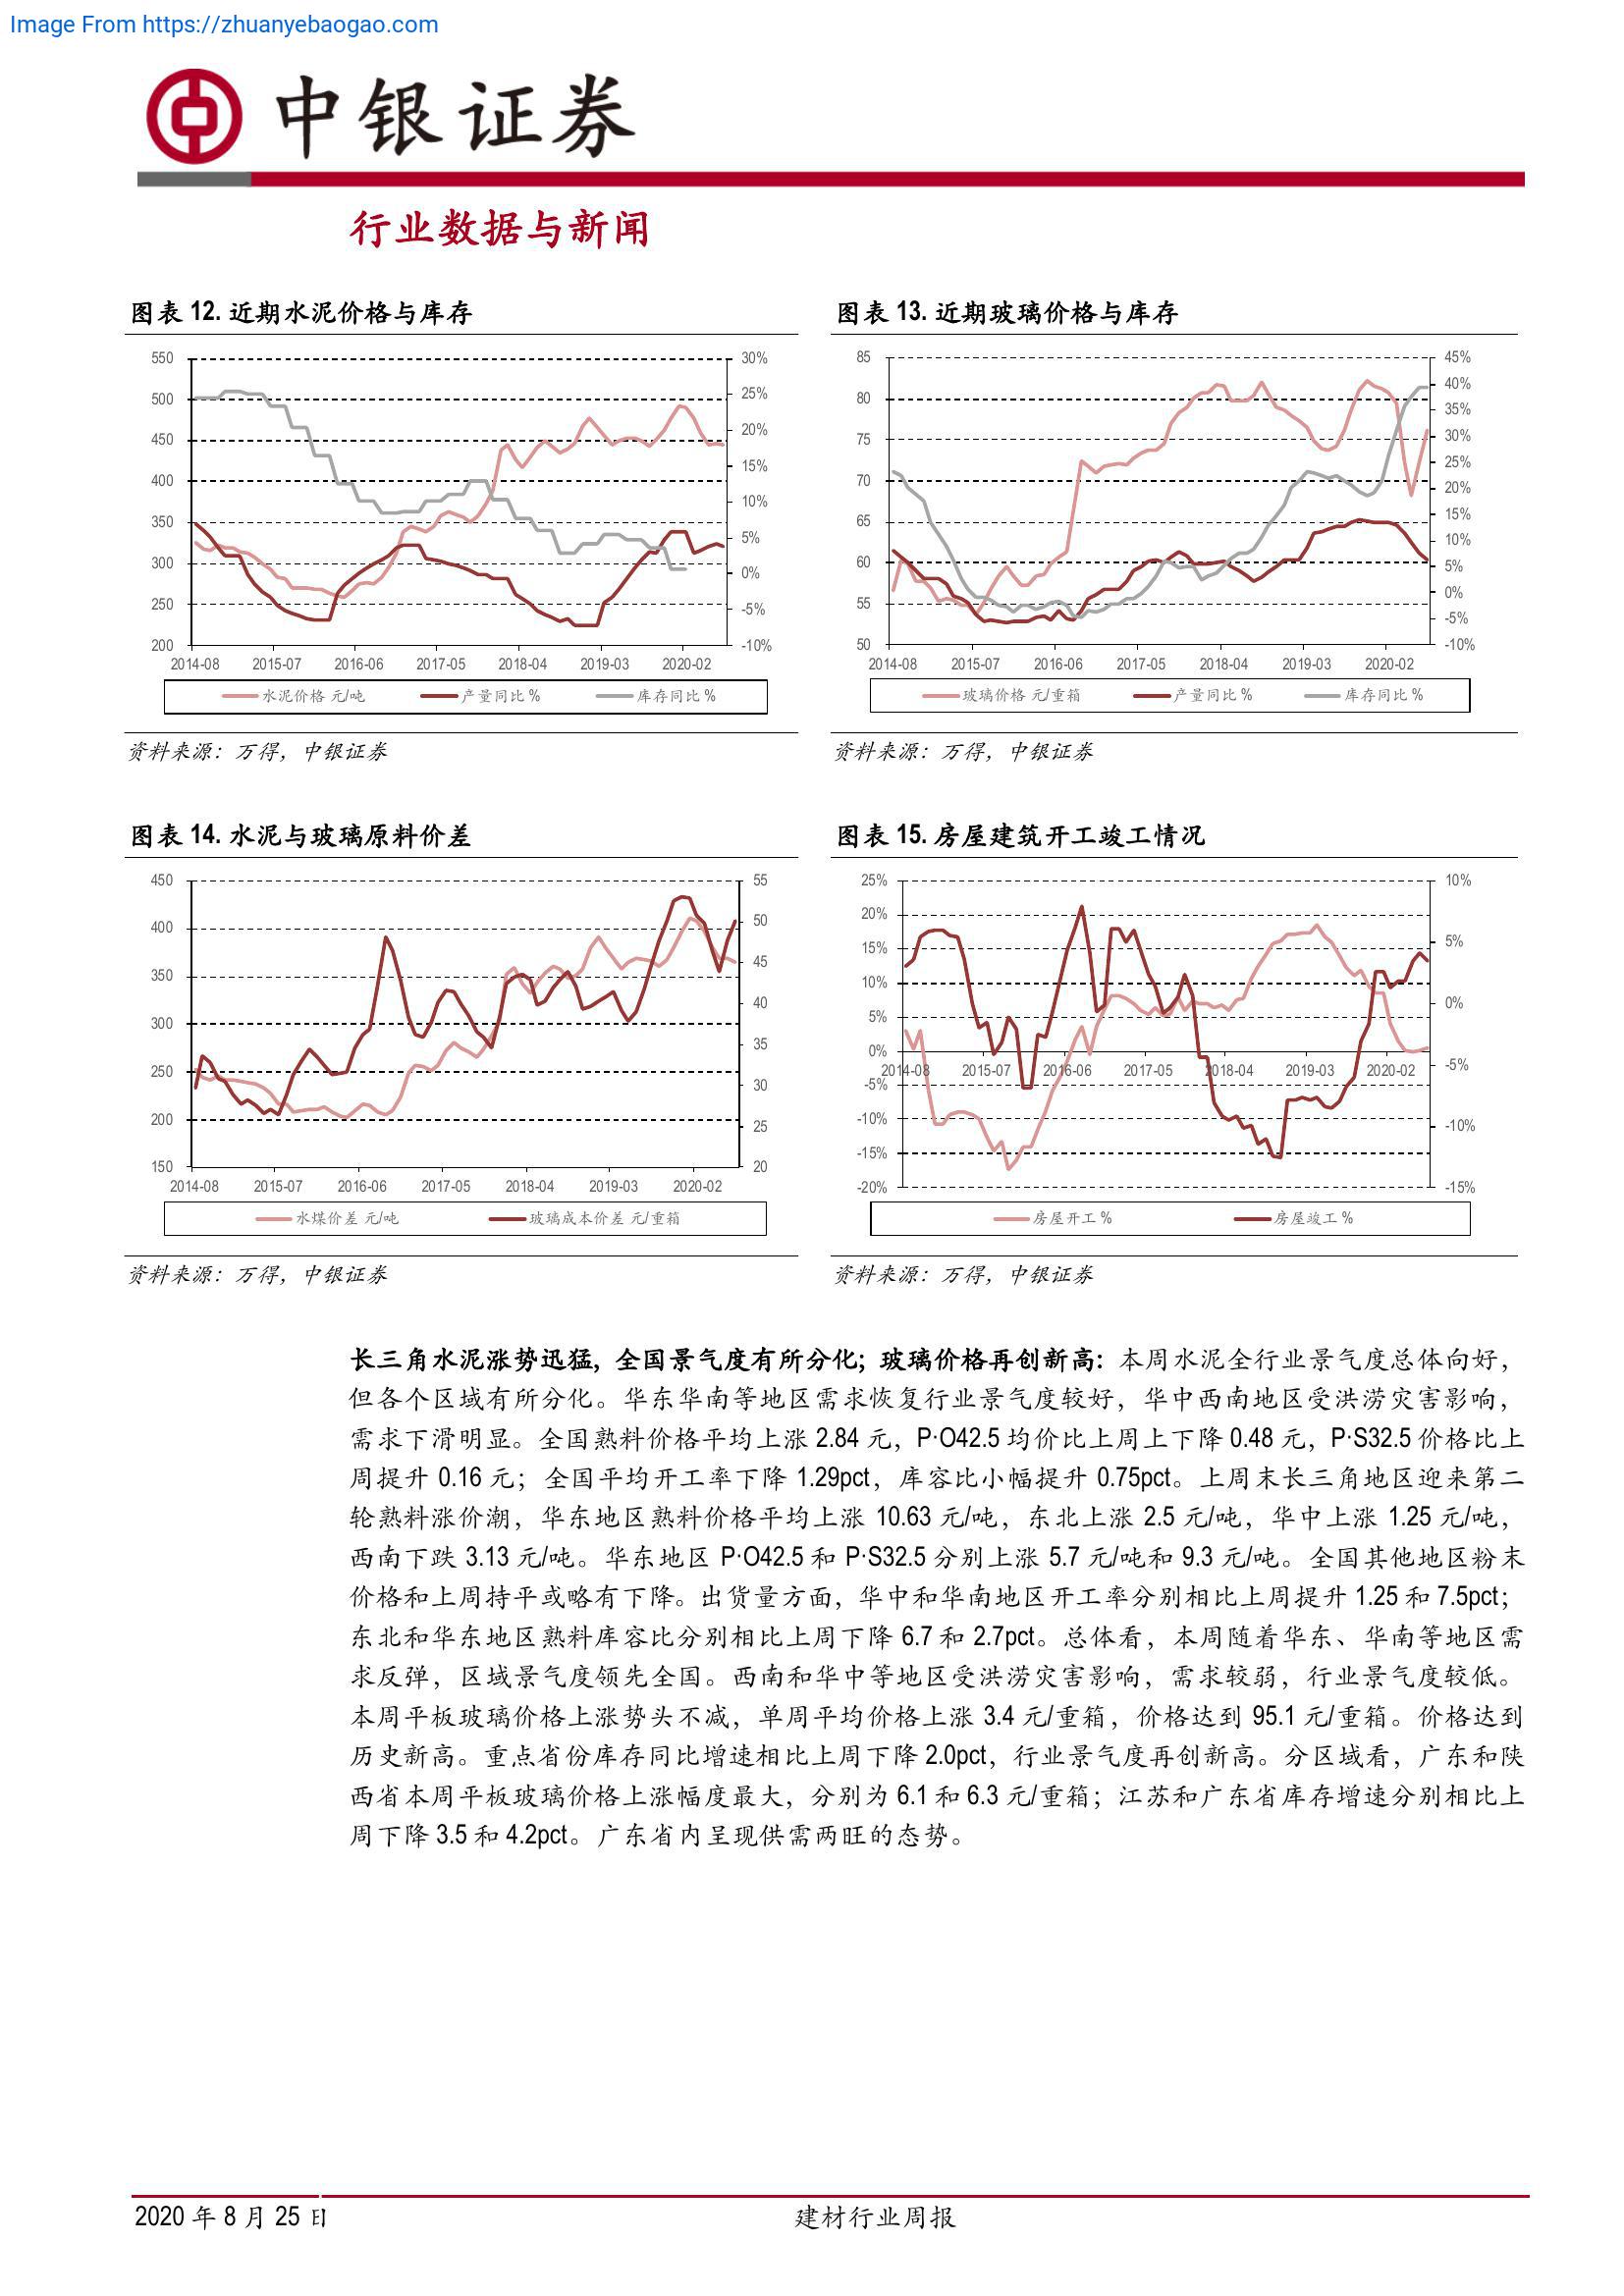 Image From https://zhuanyebaogao.com
中银证券
行业数据与新闻
图表 12. 近期水泥价格与库存
550
500
450
400
350
300
250
200
30%
25%
20%
15%
10%
5%
0%
-5%
-10%
2014-08 2015-07 2016-06 2017-05 2018-04 2019-03 2020-02
水泥价格 元/吨 产量同比 % 库存同比 %
资料来源：万得，中银证券
图表 13. 近期玻璃价格与库存
85
80
75
70
65
60
55
50
45%
40%
35%
30%
25%
20%
15%
10%
5%
0%
-5%
-10%
2014-08 2015-07 2016-06 2017-05 2018-04 2019-03 2020-02
玻璃价格 元/重箱 产量同比 % 库存同比 %
资料来源：万得，中银证券
图表 14. 水泥与玻璃原料价差
450
400
350
300
250
200
150
55
50
45
40
35
30
25
20
2014-08 2015-07 2016-06 2017-05 2018-04 2019-03 2020-02
水煤价差 元/吨 玻璃成本价差 元/重箱
资料来源：万得，中银证券
图表 15. 房屋建筑开工竣工情况
25%
20%
15%
10%
5%
0%
-5%
-10%
-15%
-20%
10%
5%
0%
-5%
-10%
-15%
2014-08 2015-07 2016-06 2017-05 2018-04 2019-03 2020-02
房屋开工 % 房屋竣工 %
资料来源：万得，中银证券
长三角水泥涨势迅猛，全国景气度有所分化；玻璃价格再创新高：本周水泥全行业景气度总体向好，
但各个区域有所分化。华东华南等地区需求恢复行业景气度较好，华中西南地区受洪涝灾害影响，
需求下滑明显。全国熟料价格平均上涨 2.84 元，P·O42.5 均价比上周上下降 0.48 元，P·S32.5 价格比上
周提升 0.16 元；全国平均开工率下降 1.29pct，库容比小幅提升 0.75pct。上周末长三角地区迎来第二
轮熟料涨价潮，华东地区熟料价格平均上涨 10.63 元/吨，东北上涨 2.5 元/吨，华中上涨 1.25 元/吨，
西南下跌 3.13 元/吨。华东地区 P·O42.5 和 P·S32.5 分别上涨 5.7 元/吨和 9.3 元/吨。全国其他地区粉末
价格和上周持平或略有下降。出货量方面，华中和华南地区开工率分别相比上周提升 1.25 和 7.5pct；
东北和华东地区熟料库容比分别相比上周下降 6.7 和 2.7pct。总体看，本周随着华东、华南等地区需
求反弹，区域景气度领先全国。西南和华中等地区受洪涝灾害影响，需求较弱，行业景气度较低。
本周平板玻璃价格上涨势头不减，单周平均价格上涨 3.4 元/重箱，价格达到 95.1 元/重箱。价格达到
历史新高。重点省份库存同比增速相比上周下降 2.0pct，行业景气度再创新高。分区域看，广东和陕
西省本周平板玻璃价格上涨幅度最大，分别为 6.1 和 6.3 元/重箱；江苏和广东省库存增速分别相比上
周下降 3.5 和 4.2pct。广东省内呈现供需两旺的态势。
2020 年 8 月 25 日 建材行业周报